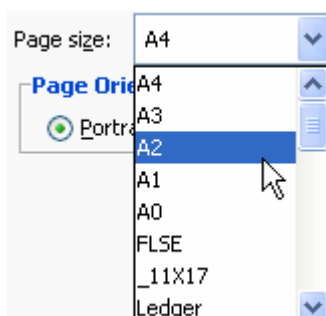 Page size: A4
Page Orie
A4
Portra
A3
A2
A1
A0
FLSE
_11X17
Ledger